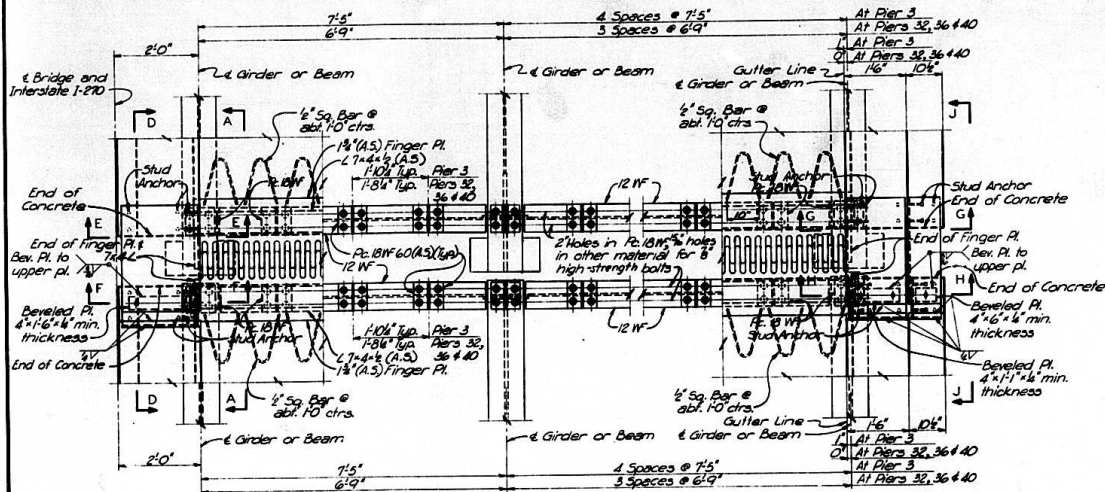 7'-5"
6'-9"
4 Spaces @ 7'-5"
3 Spaces @ 6'-9"
At Pier 3
At Piers 32, 36 & 40
1" At Pier 3
0" At Piers 32, 36 & 40
2'-0"
1'-6"
10½"
℄ Bridge and
Interstate I-270
℄ Girder or Beam
℄ Girder or Beam
Gutter Line
℄ Girder or Beam
D
A
J
½" Sq. Bar @
abt. 1'-0" ctrs.
½" Sq. Bar @
abt. 1'-0" ctrs.
(A.S.) Finger Pl.
L 7×4×½ (A.S.)
1'-10¼" Typ.
Pier 3
1'-8¼" Typ.
Piers 32,
36 & 40
Stud
Anchor
Pc. 18 WF
12 WF
Stud Anchor
Pc. 18 WF
Stud Anchor
End of Concrete
End of
Concrete
E
E
G
G
10"
End of Finger Pl.
7×4 L
Bev. Pl. to
upper pl.
Pc. 18 WF 60 (A.S.)(Typ.)
12 WF
2 Holes in Pc. 18 WF, holes
in other material for ⅞"
high strength bolts
End of Finger Pl.
Bev. Pl. to
upper pl.
F
F
H
End of Concrete
Beveled Pl.
4"×1'-6"×¼" min.
thickness
Pc. 18 WF
Stud Anchor
1'-10¼" Typ.
Pier 3
1'-8¼" Typ.
Piers 32,
36 & 40
12 WF
Pc. 18 WF
Stud Anchor
Beveled Pl.
4"×6"×¼" min.
thickness
End of Concrete
L 7×4×½ (A.S.)
(A.S.) Finger Pl.
Beveled Pl.
4"×1'-1"×¼" min.
thickness
D
A
J
½" Sq. Bar @
abt. 1'-0" ctrs.
½" Sq. Bar @
abt. 1'-0" ctrs.
℄ Girder or Beam
℄ Girder or Beam
Gutter Line
℄ Girder or Beam
1'-6"
10½"
1" At Pier 3
0" At Piers 32, 36 & 40
2'-0"
7'-5"
6'-9"
4 Spaces @ 7'-5"
3 Spaces @ 6'-9"
At Pier 3
At Piers 32, 36 & 40